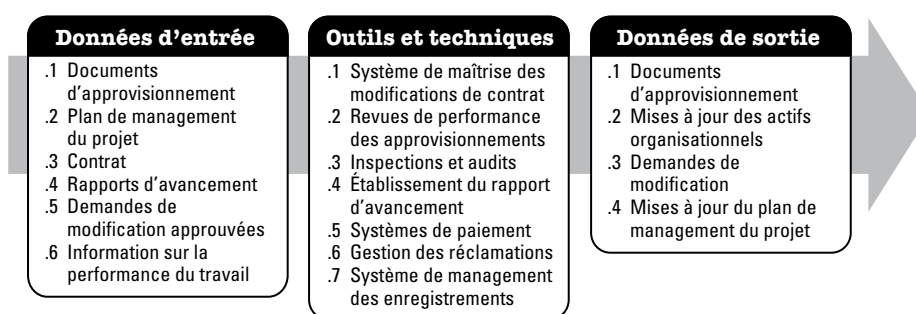 Données d'entrée
.1 Documents
d'approvisionnement
.2 Plan de management
du projet
.3 Contrat
.4 Rapports d'avancement
.5 Demandes de
modification approuvées
.6 Information sur la
performance du travail
Outils et techniques
.1 Système de maîtrise des
modifications de contrat
.2 Revues de performance
des approvisionnements
.3 Inspections et audits
.4 Établissement du rapport
d'avancement
.5 Systèmes de paiement
.6 Gestion des réclamations
.7 Système de management
des enregistrements
Données de sortie
.1 Documents
d'approvisionnement
.2 Mises à jour des actifs
organisationnels
.3 Demandes de
modification
.4 Mises à jour du plan de
management du projet